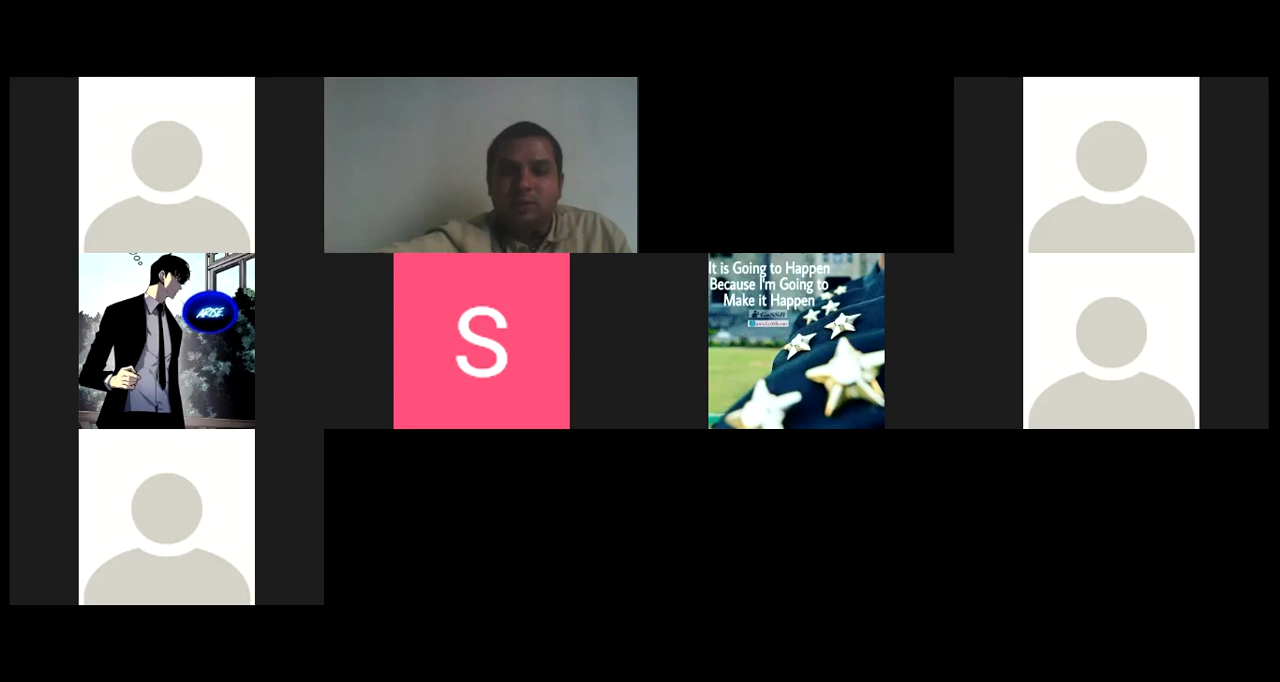 ARISE.
S
It is Going to Happen
Because I'm Going to
Make it Happen